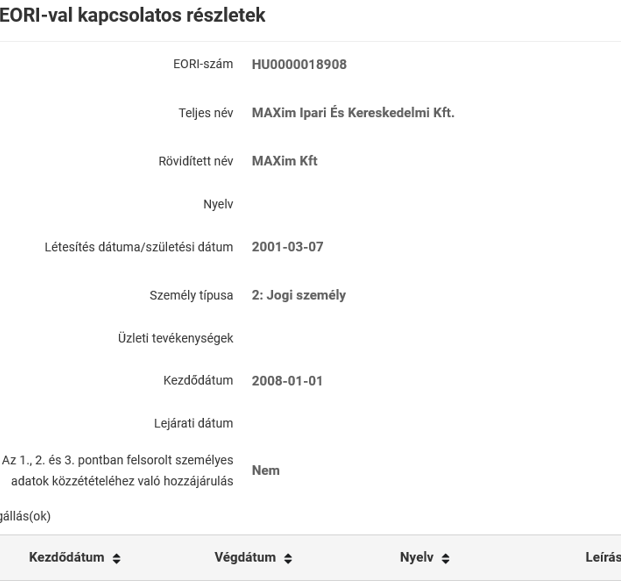 EORI-val kapcsolatos részletek
EORI-szám HU0000018908
Teljes név MAXim Ipari És Kereskedelmi Kft.
Rövidített név MAXim Kft
Nyelv
Létesítés dátuma/születési dátum 2001-03-07
Személy típusa 2: Jogi személy
Üzleti tevékenységek
Kezdődátum 2008-01-01
Lejárati dátum
Az 1., 2. és 3. pontban felsorolt személyes
adatok közzétételéhez való hozzájárulás Nem
gállás(ok)
Kezdődátum Végdátum Nyelv Leírás